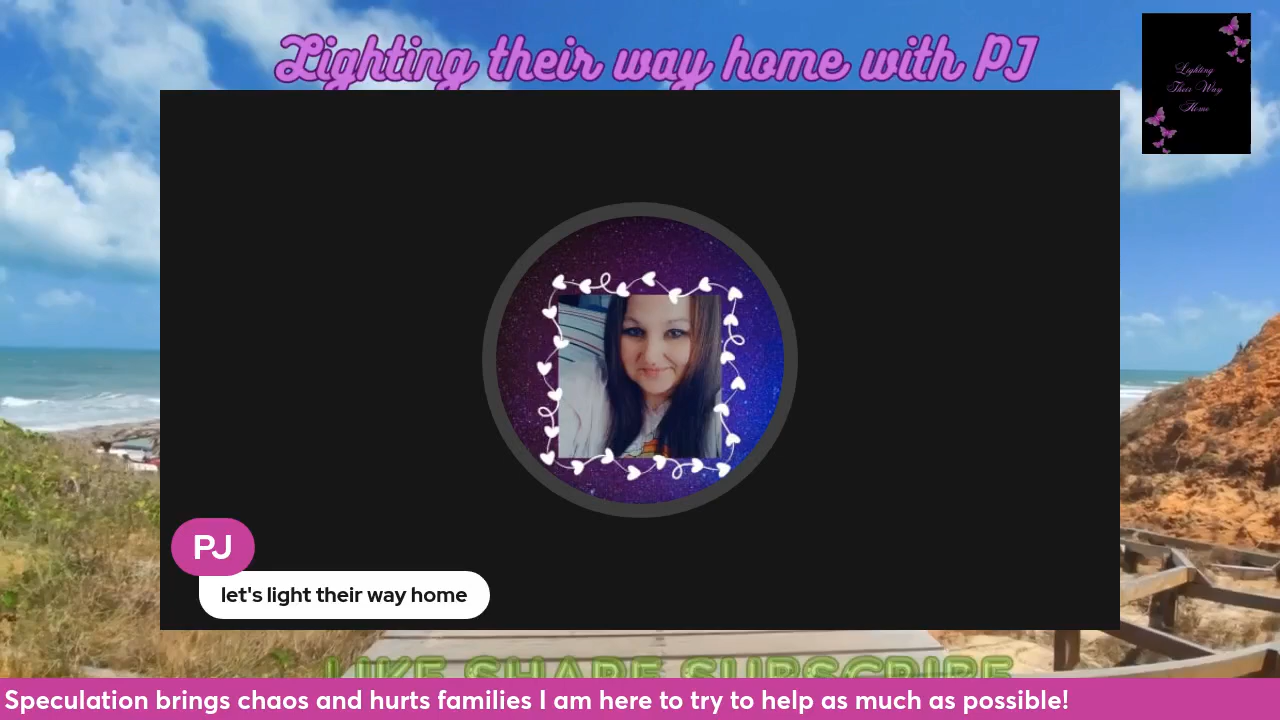 Lighting their way home with PJ
Lighting
Their Way
Home
PJ
let's light their way home
LIKE SHARE SUBSCRIBE
Speculation brings chaos and hurts families I am here to try to help as much as possible!